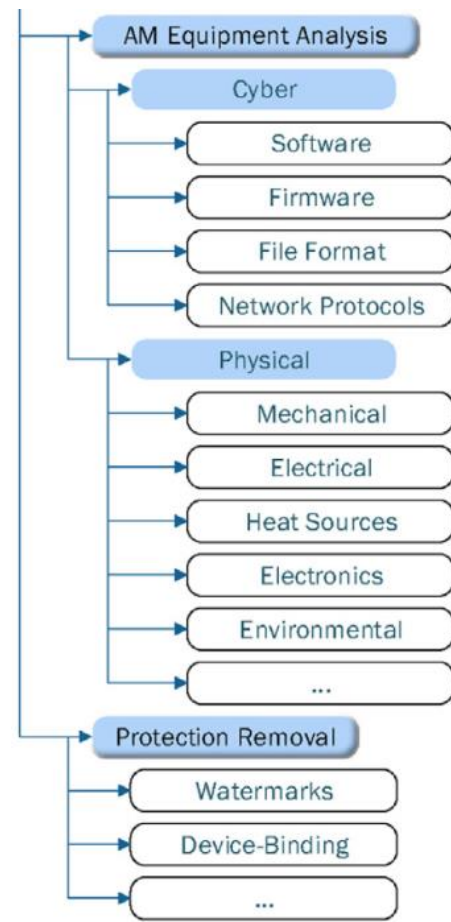 AM Equipment Analysis
Cyber
Software
Firmware
File Format
Network Protocols
Physical
Mechanical
Electrical
Heat Sources
Electronics
Environmental
...
Protection Removal
Watermarks
Device-Binding
...